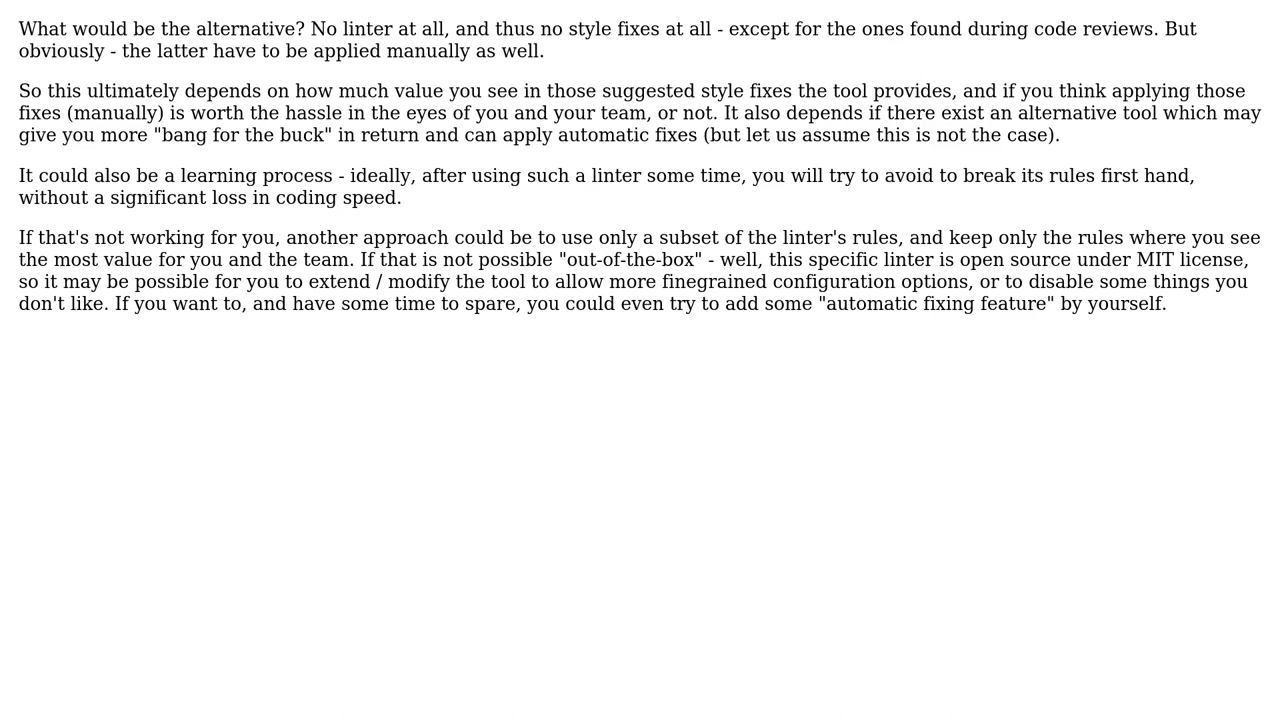 What would be the alternative? No linter at all, and thus no style fixes at all - except for the ones found during code reviews. But
obviously - the latter have to be applied manually as well.
So this ultimately depends on how much value you see in those suggested style fixes the tool provides, and if you think applying those
fixes (manually) is worth the hassle in the eyes of you and your team, or not. It also depends if there exist an alternative tool which may
give you more "bang for the buck" in return and can apply automatic fixes (but let us assume this is not the case).
It could also be a learning process - ideally, after using such a linter some time, you will try to avoid to break its rules first hand,
without a significant loss in coding speed.
If that's not working for you, another approach could be to use only a subset of the linter's rules, and keep only the rules where you see
the most value for you and the team. If that is not possible "out-of-the-box" - well, this specific linter is open source under MIT license,
so it may be possible for you to extend / modify the tool to allow more finegrained configuration options, or to disable some things you
don't like. If you want to, and have some time to spare, you could even try to add some "automatic fixing feature" by yourself.